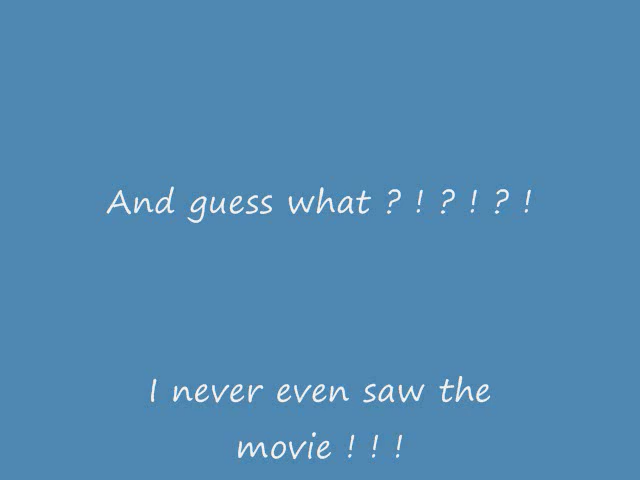 And guess what ? ! ? ! ? !
I never even saw the
movie ! ! !